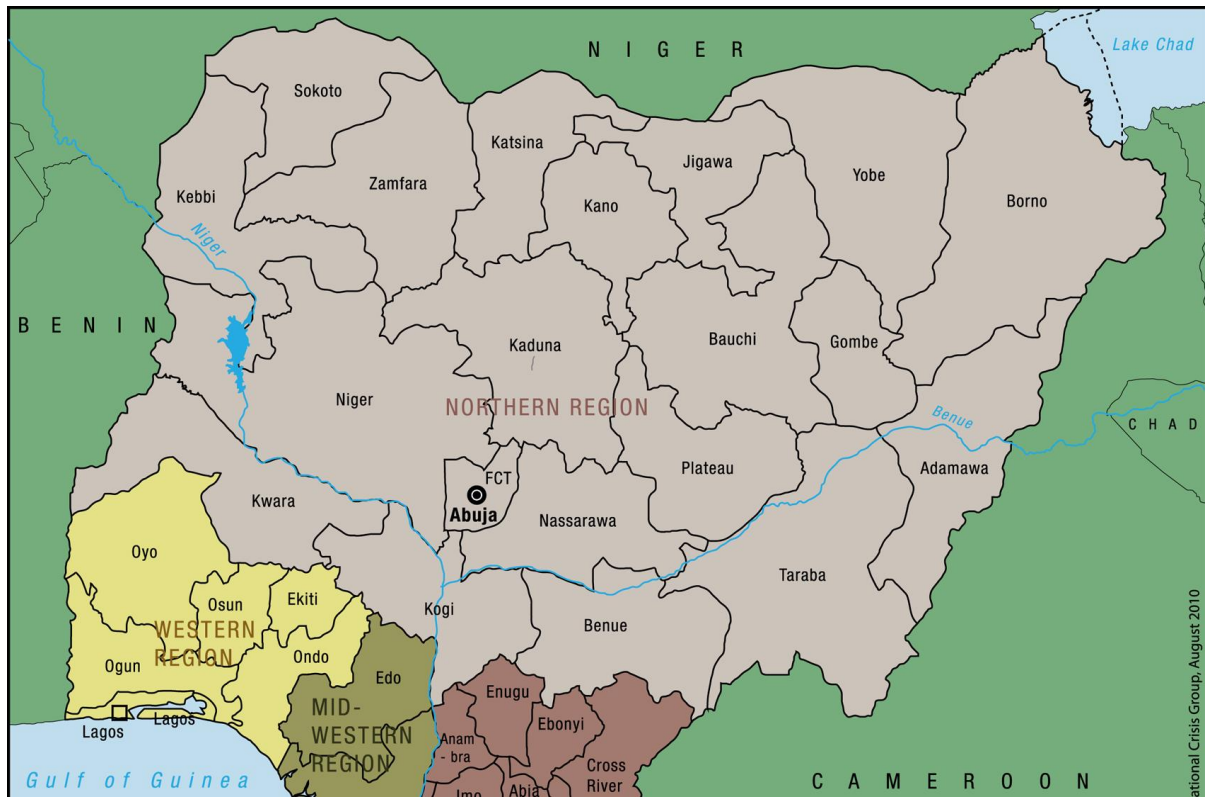 NIGER
Lake Chad
Sokoto
Katsina
Jigawa
Zamfara
Yobe
Kebbi
Kano
Borno
Niger
BENIN
Bauchi
Gombe
Kaduna
Niger
NORTHERN REGION
Benue
CHAD
Plateau
Adamawa
FCT
Kwara
Abuja
Nassarawa
Oyo
Taraba
Osun
Ekiti
Kogi
Benue
WESTERN
REGION
Ondo
Ogun
Edo
Enugu
MID-
WESTERN
REGION
Lagos
Lagos
Ebonyi
Anam
- bra
Cross
River
Imo
Abia
Gulf of Guinea
CAMEROON
ational Crisis Group, August 2010